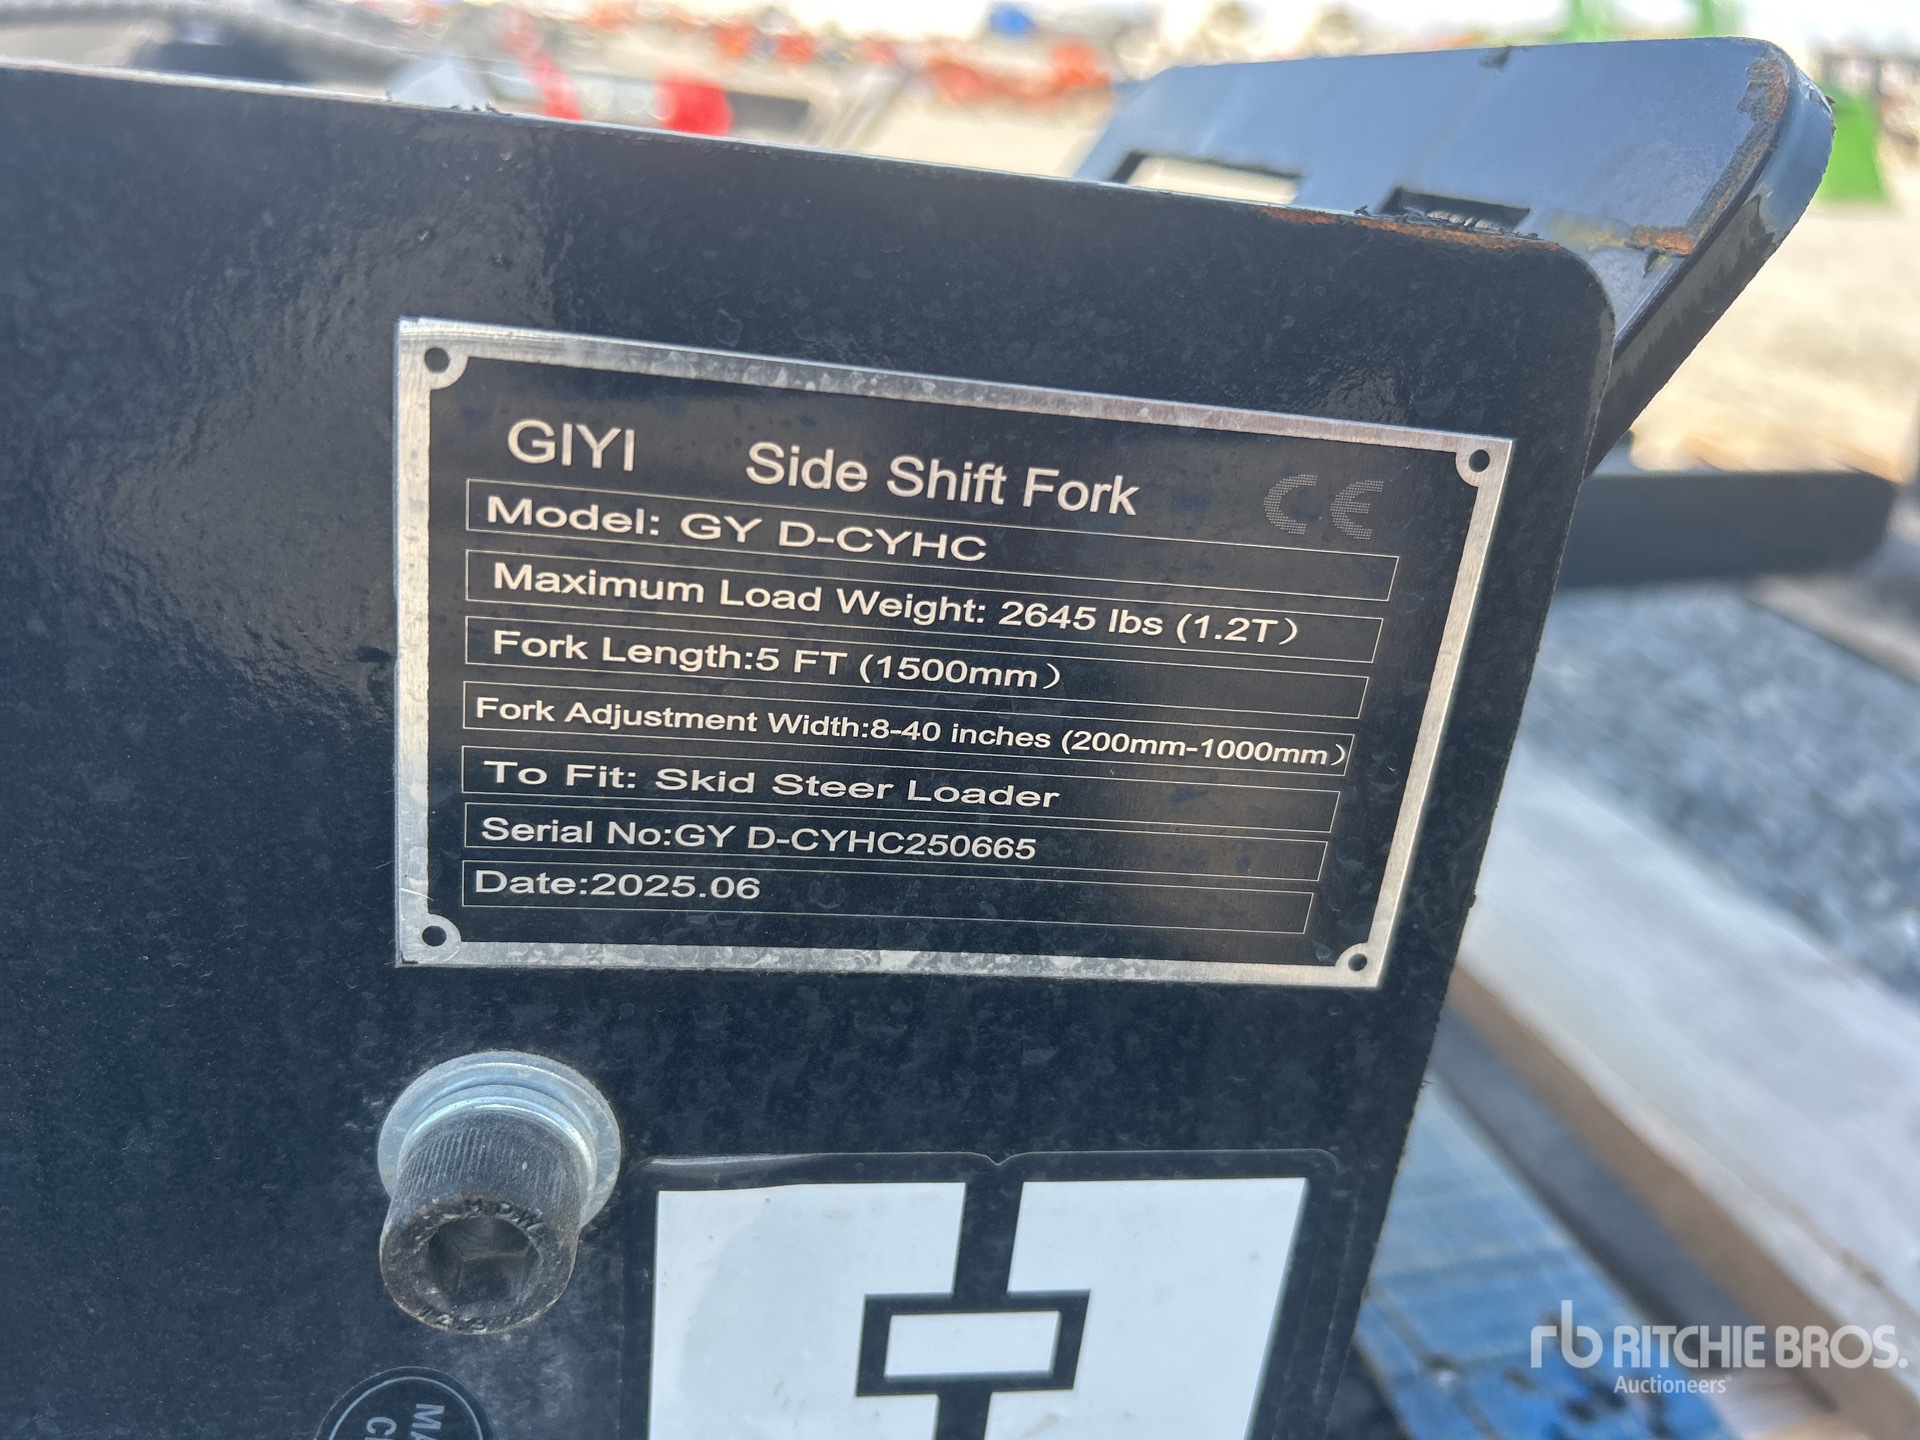 GIYI Side Shift Fork CE
Model: GY D-CYHC
Maximum Load Weight: 2645 lbs (1.2T）
Fork Length:5 FT (1500mm）
Fork Adjustment Width:8-40 inches (200mm-1000mm）
To Fit: Skid Steer Loader
Serial No:GY D-CYHC250665
Date:2025.06
rb RITCHIE BROS.
Auctioneers